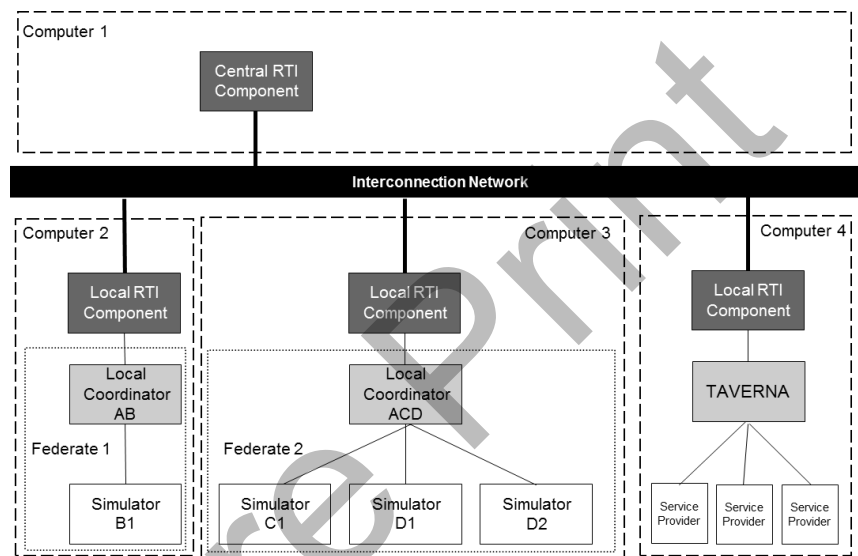 Computer 1
Central RTI
Component
Interconnection Network
Computer 2
Computer 3
Computer 4
Local RTI
Component
Local RTI
Component
Local RTI
Component
Local
Coordinator
AB
Local
Coordinator
ACD
TAVERNA
Federate 1
Federate 2
Simulator
B1
Simulator
C1
Simulator
D1
Simulator
D2
Service
Provider
Service
Provider
Service
Provider
re Print